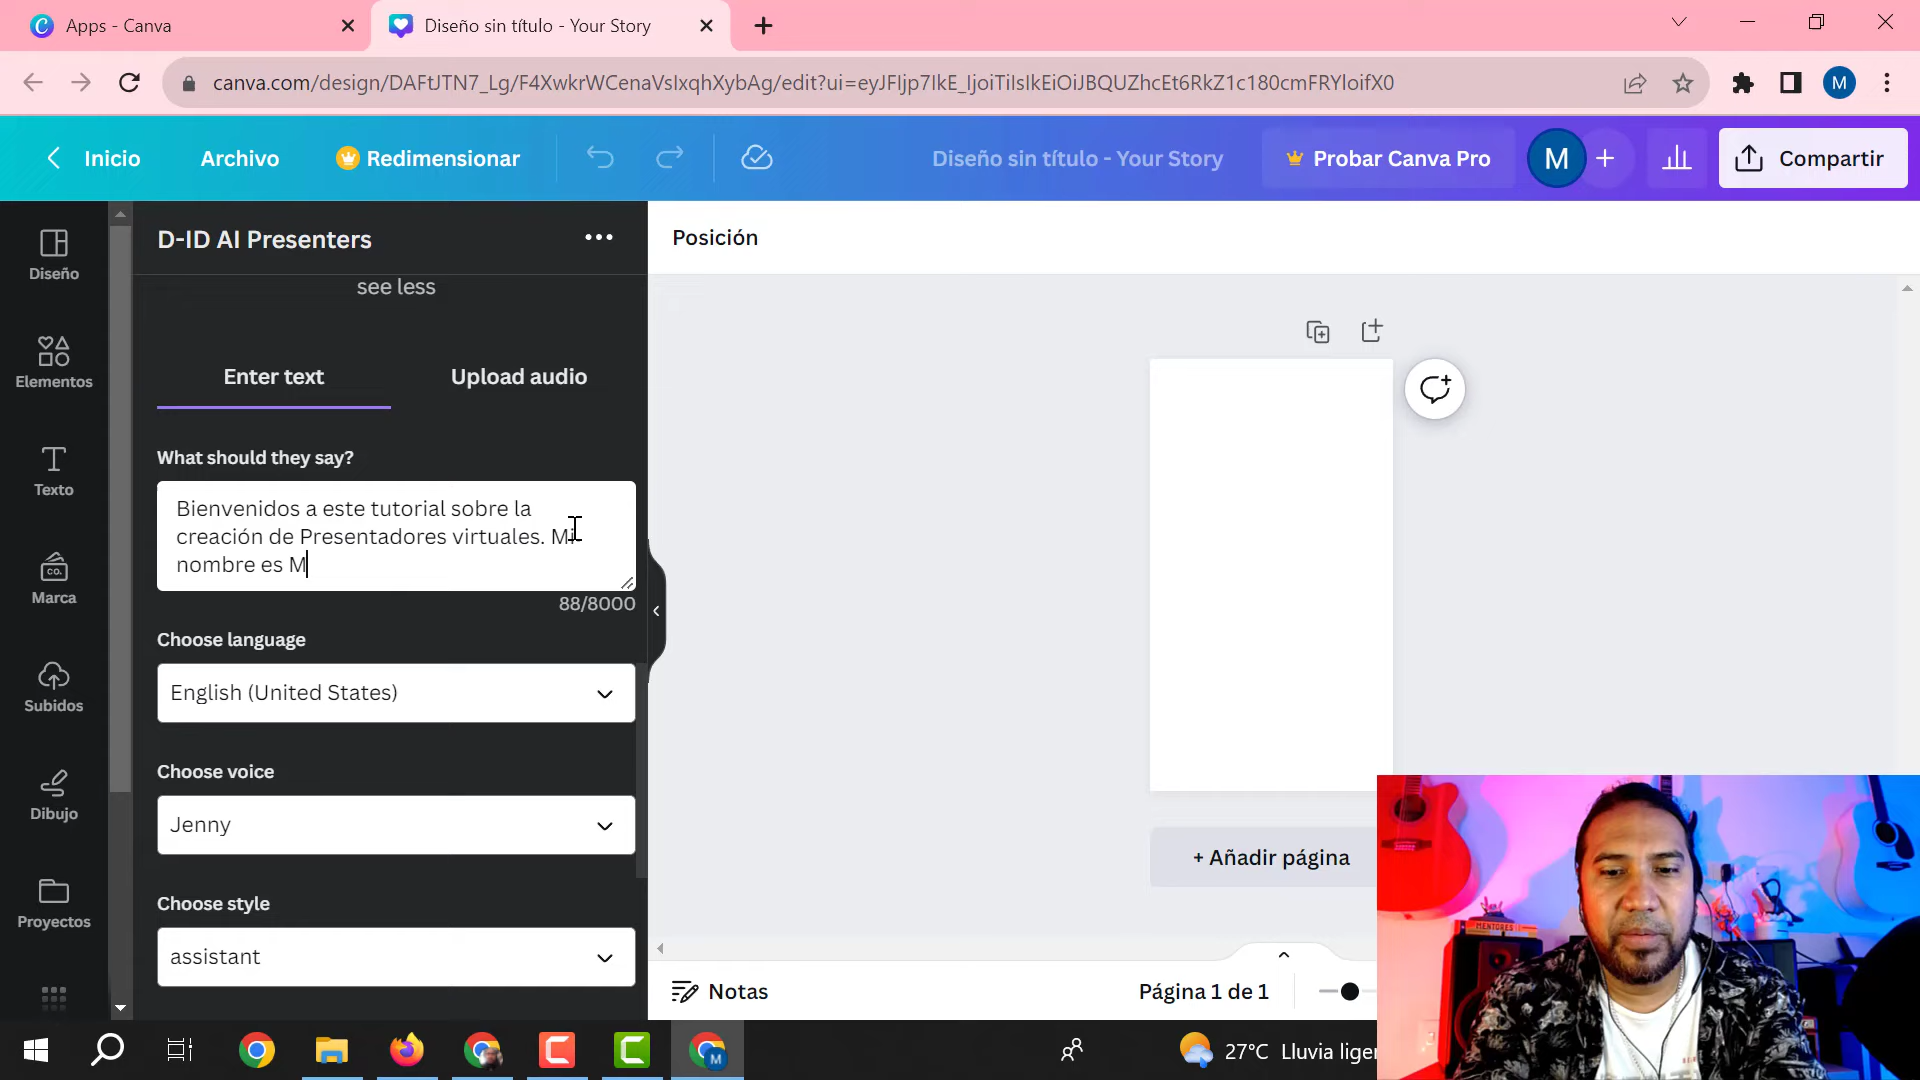 Apps - Canva
Diseño sin título - Your Story
canva.com/design/DAFtJTN7_Lg/F4XwkrWCenaVsIxqhXybAg/edit?ui=eyJFIjp7IkE_IjoiTiIsIkEiOiJBQUZhcEt6RkZ1c180cmFRYloifX0
M
Inicio
Archivo
Redimensionar
Diseño sin título - Your Story
Probar Canva Pro
M
Compartir
Diseño
Elementos
Texto
CO.
Marca
Subidos
Dibujo
Proyectos
D-ID AI Presenters
see less
Enter text
Upload audio
What should they say?
Bienvenidos a este tutorial sobre la
creación de Presentadores virtuales. Mi
nombre es M
88/8000
Choose language
English (United States)
Choose voice
Jenny
Choose style
assistant
Posición
+ Añadir página
Notas
Página 1 de 1
MENTORES
M
27°C Lluvia liger